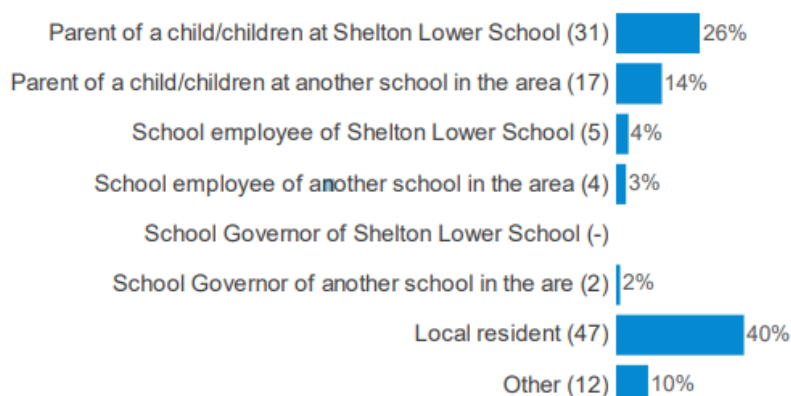 Parent of a child/children at Shelton Lower School (31) 26%
Parent of a child/children at another school in the area (17) 14%
School employee of Shelton Lower School (5) 4%
School employee of another school in the area (4) 3%
School Governor of Shelton Lower School (-)
School Governor of another school in the are (2) 2%
Local resident (47) 40%
Other (12) 10%